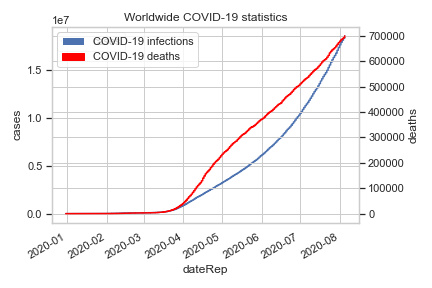 Worldwide COVID-19 statistics
1e7
COVID-19 infections
COVID-19 deaths
1.5
1.0
0.5
0.0
cases
700000
600000
500000
400000
300000
200000
100000
0
deaths
2020-01
2020-02
2020-03
2020-04
2020-05
2020-06
2020-07
2020-08
dateRep